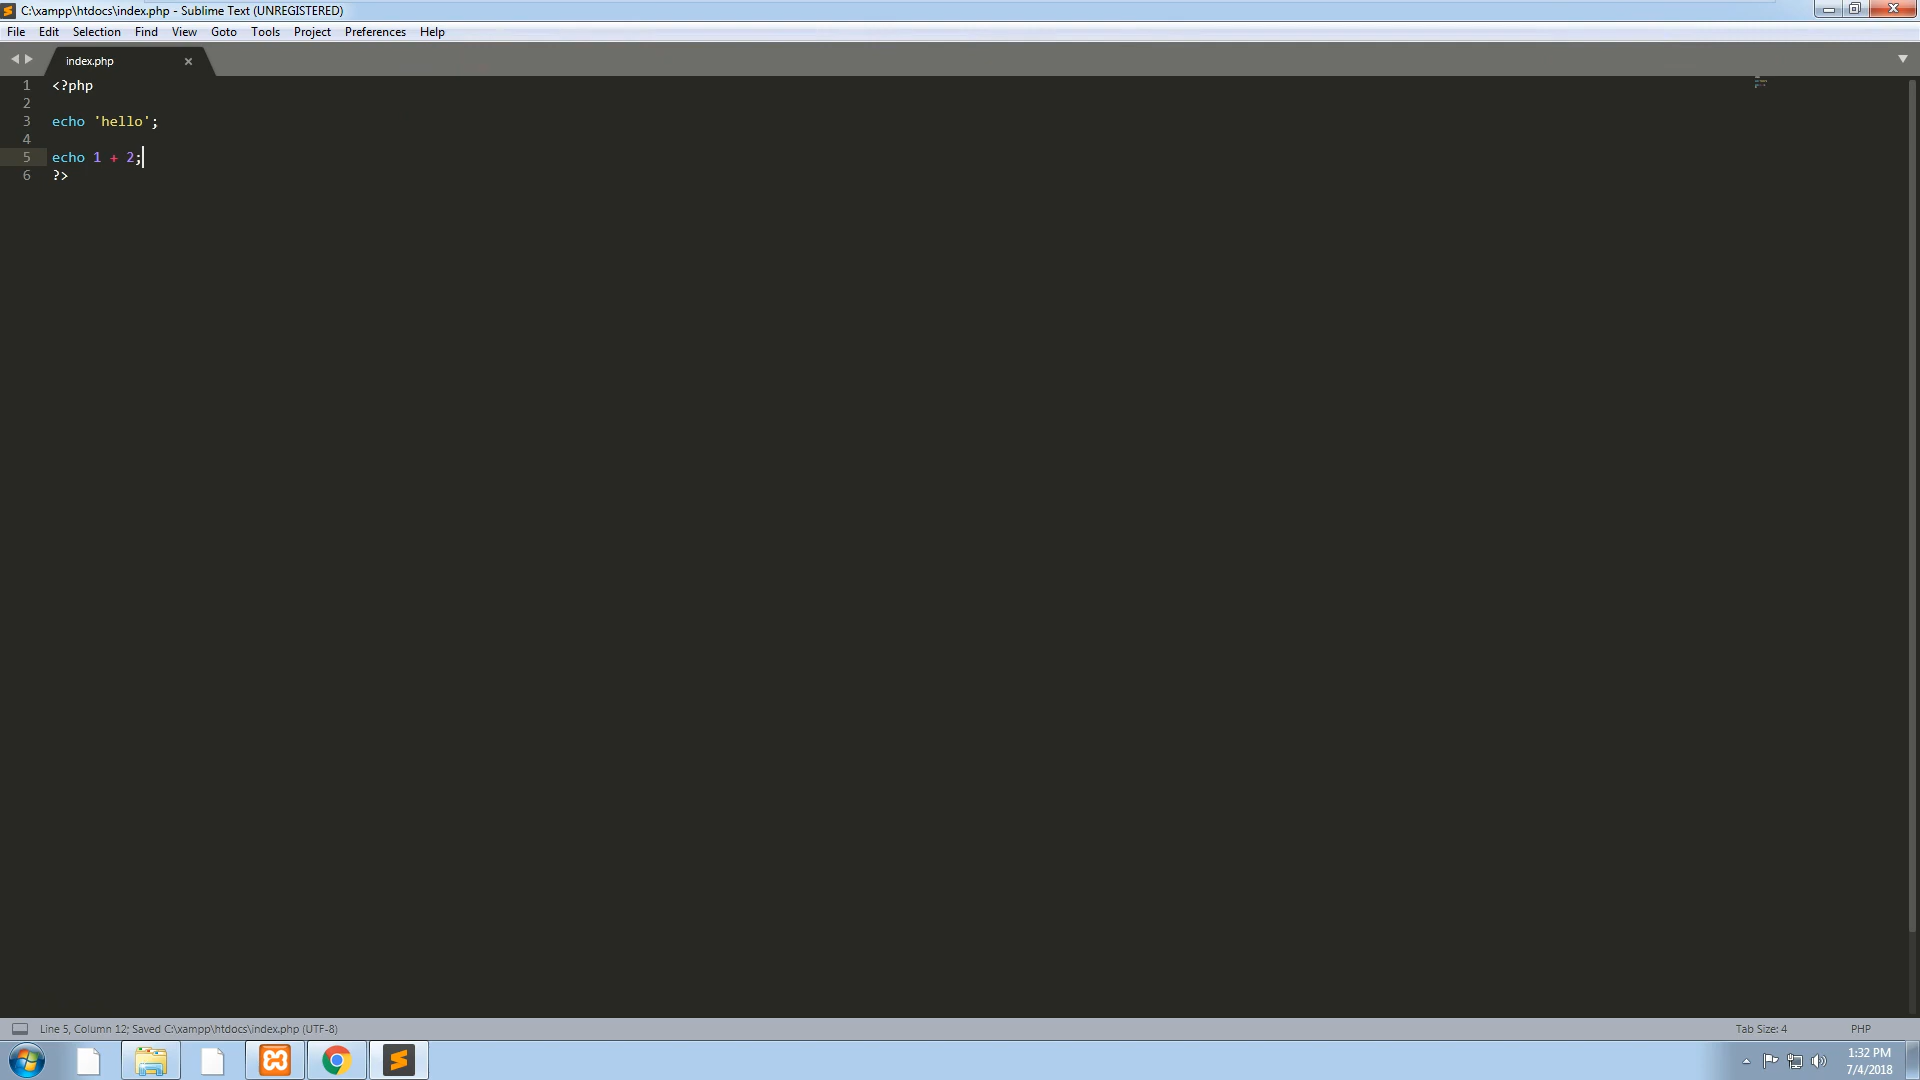 C:\xampp\htdocs\index.php - Sublime Text (UNREGISTERED)
File Edit Selection Find View Goto Tools Project Preferences Help
index.php
1 <?php
2
3 echo 'hello';
4
5 echo 1 + 2;
6 ?>
Line 5, Column 12; Saved C:\xampp\htdocs\index.php (UTF-8) Tab Size: 4 PHP
1:32 PM
7/4/2018